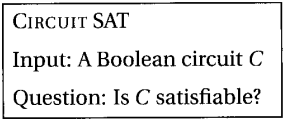 CIRCUIT SAT
Input: A Boolean circuit C
Question: Is C satisfiable?